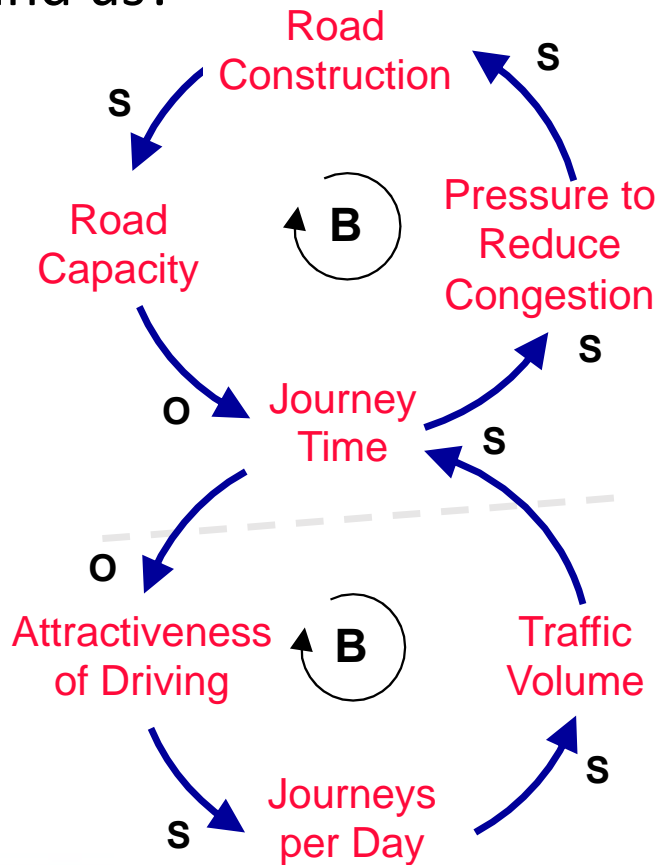 Road
Construction
S
S
Pressure to
Reduce
Congestion
B
Road
Capacity
S
O
Journey
Time
S
O
Attractiveness
of Driving
B
Traffic
Volume
S
S
Journeys
per Day